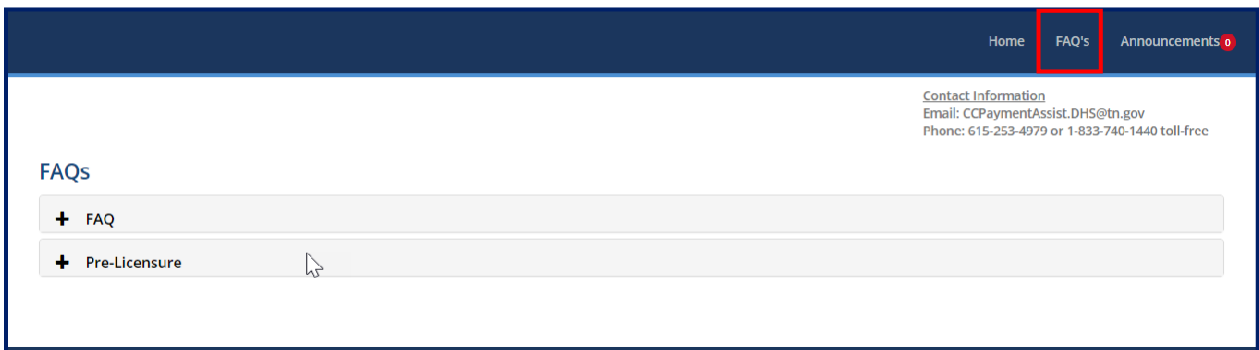 Home FAQ's Announcements 0
Contact Information
Email: CCPaymentAssist.DHS@tn.gov
Phone: 615-253-4979 or 1-833-740-1440 toll-free
FAQs
FAQ
Pre-Licensure